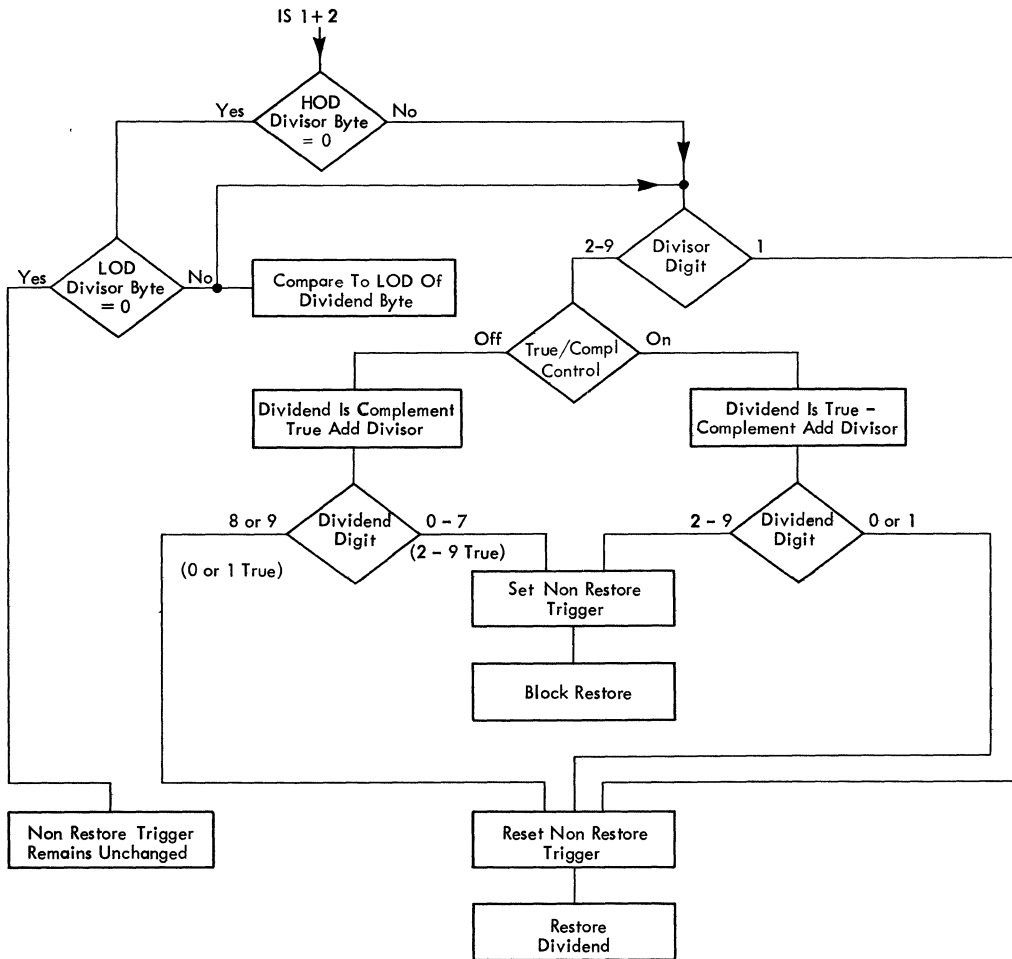 IS 1 + 2
Yes
HOD
Divisor Byte
= 0
No
Yes
LOD
Divisor Byte
= 0
No
Compare To LOD Of
Dividend Byte
2-9
Divisor
Digit
1
Off
True/Compl
Control
On
Dividend Is Complement
True Add Divisor
Dividend Is True -
Complement Add Divisor
8 or 9
(0 or 1 True)
Dividend
Digit
0 - 7
(2 - 9 True)
2 - 9
Dividend
Digit
0 or 1
Set Non Restore
Trigger
Block Restore
Non Restore Trigger
Remains Unchanged
Reset Non Restore
Trigger
Restore
Dividend